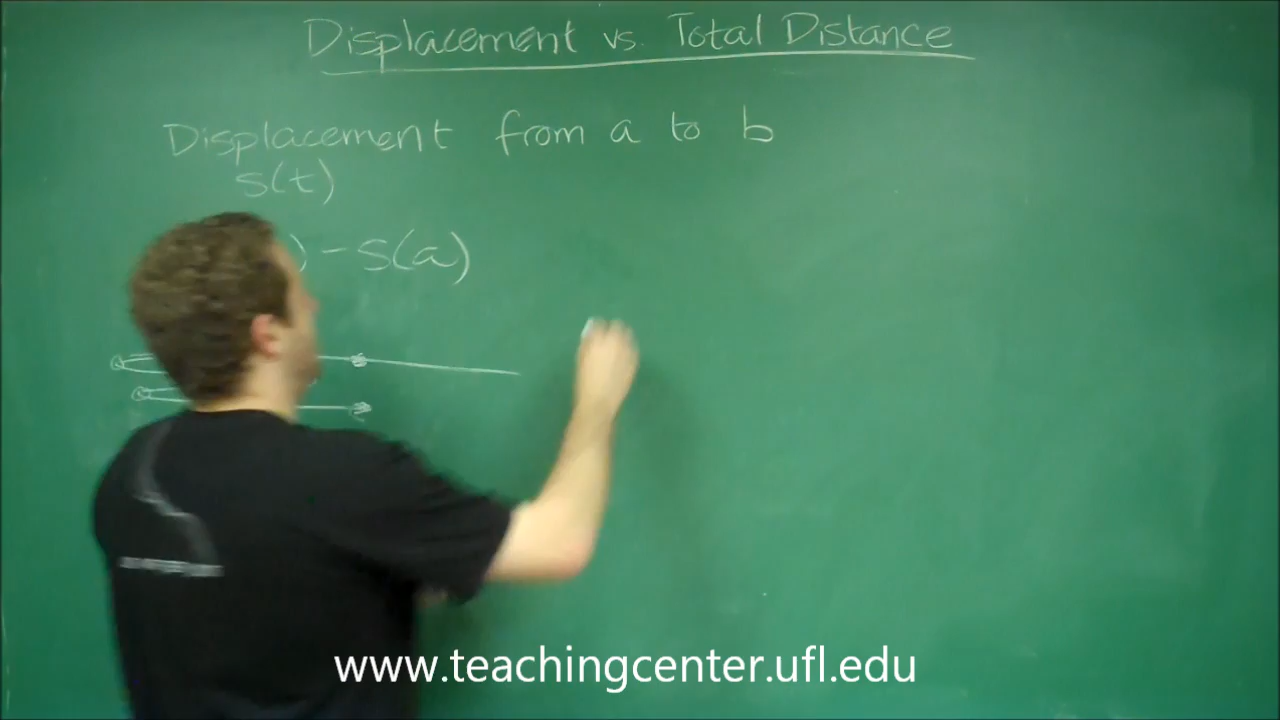 Displacement vs. Total Distance
Displacement from a to b
s(t)
) - s(a)
www.teachingcenter.ufl.edu